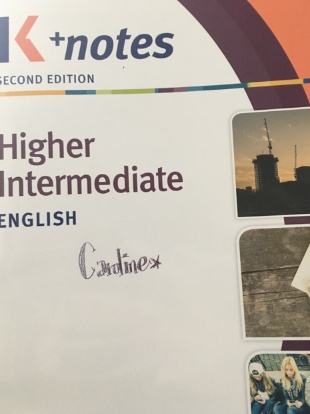 K+notes
SECOND EDITION
Higher
Intermediate
ENGLISH
Caroline*